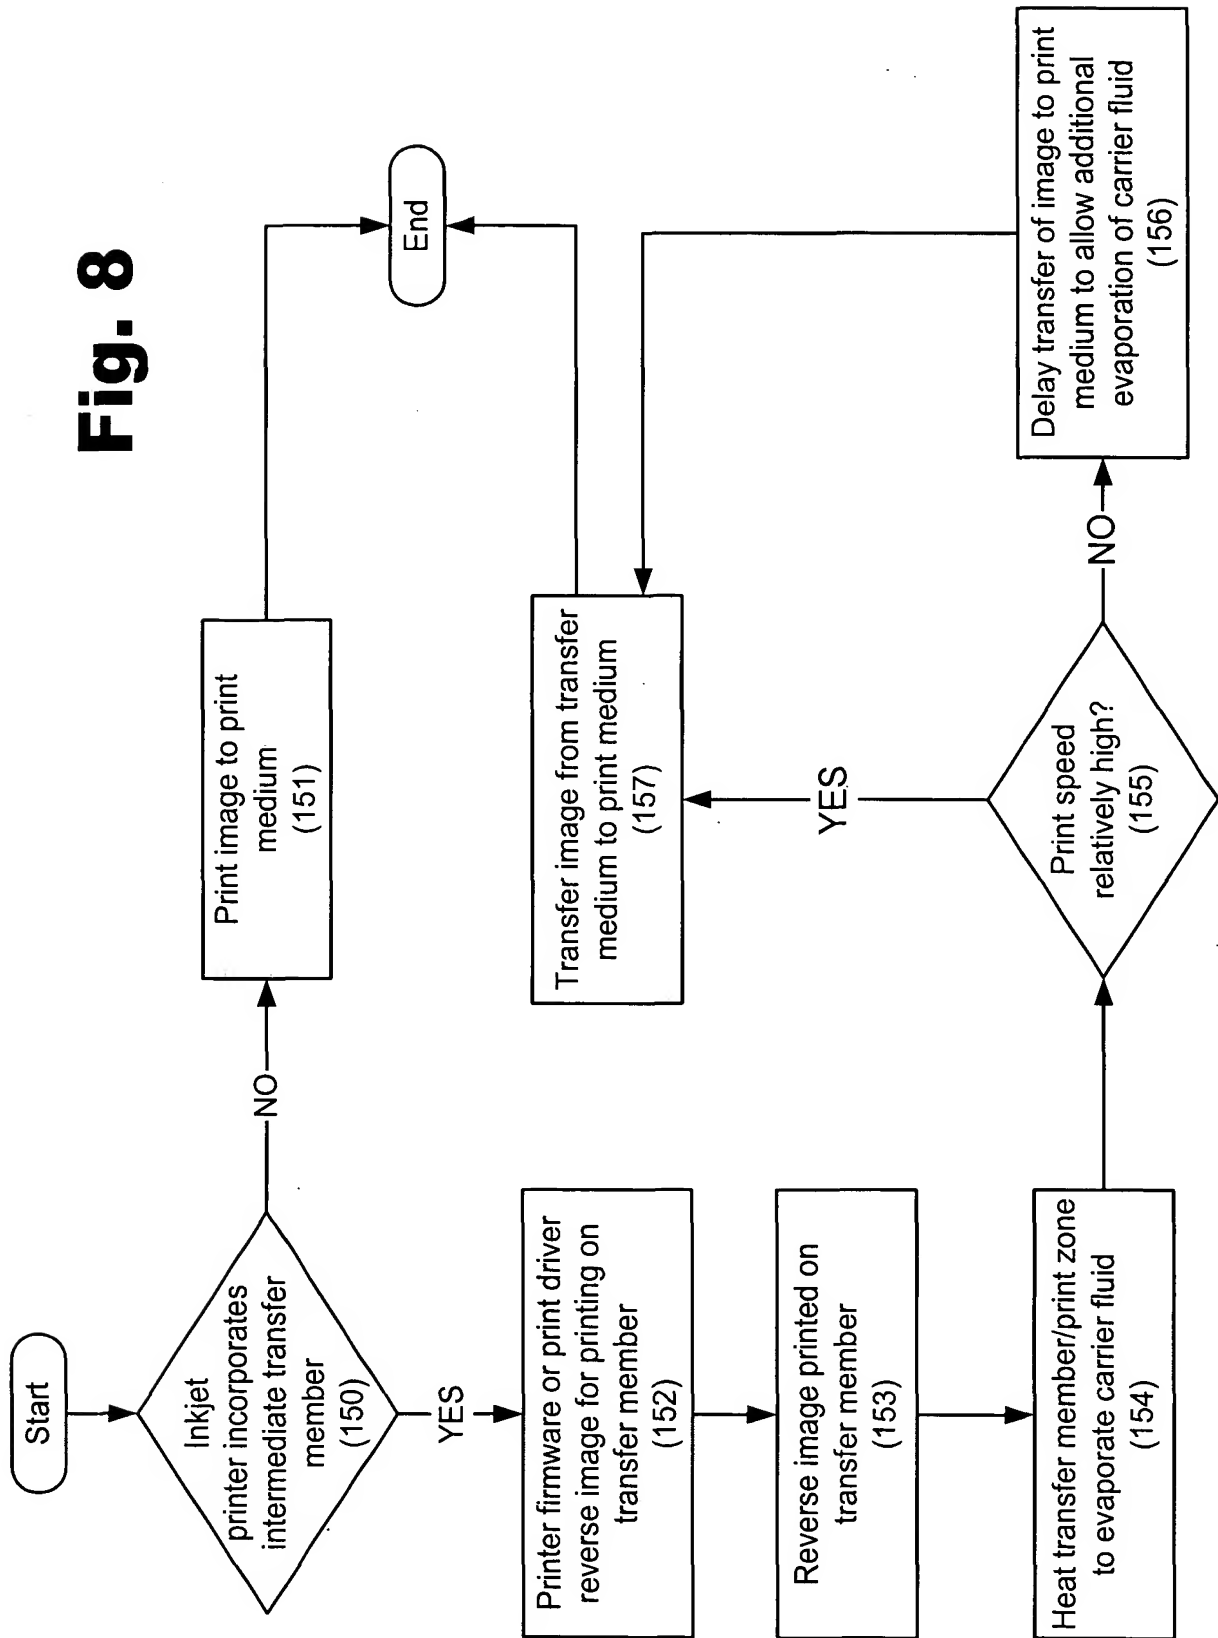 Fig. 8
Start
Inkjet
printer incorporates
intermediate transfer
member
(150)
NO
Print image to print
medium
(151)
End
YES
Printer firmware or print driver
reverse image for printing on
transfer member
(152)
Reverse image printed on
transfer member
(153)
Heat transfer member/print zone
to evaporate carrier fluid
(154)
Print speed
relatively high?
(155)
YES
NO
Delay transfer of image to print
medium to allow additional
evaporation of carrier fluid
(156)
Transfer image from transfer
medium to print medium
(157)